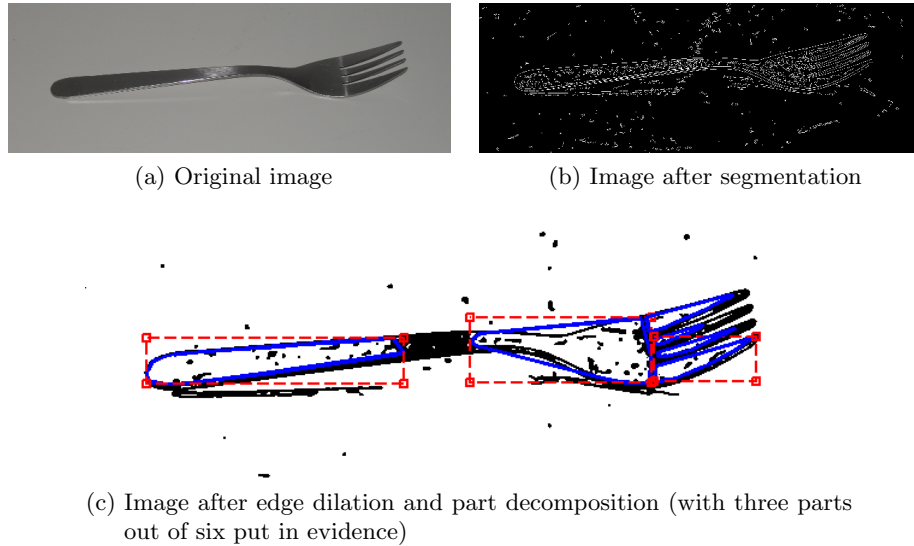 (a) Original image
(b) Image after segmentation
(c) Image after edge dilation and part decomposition (with three parts
out of six put in evidence)